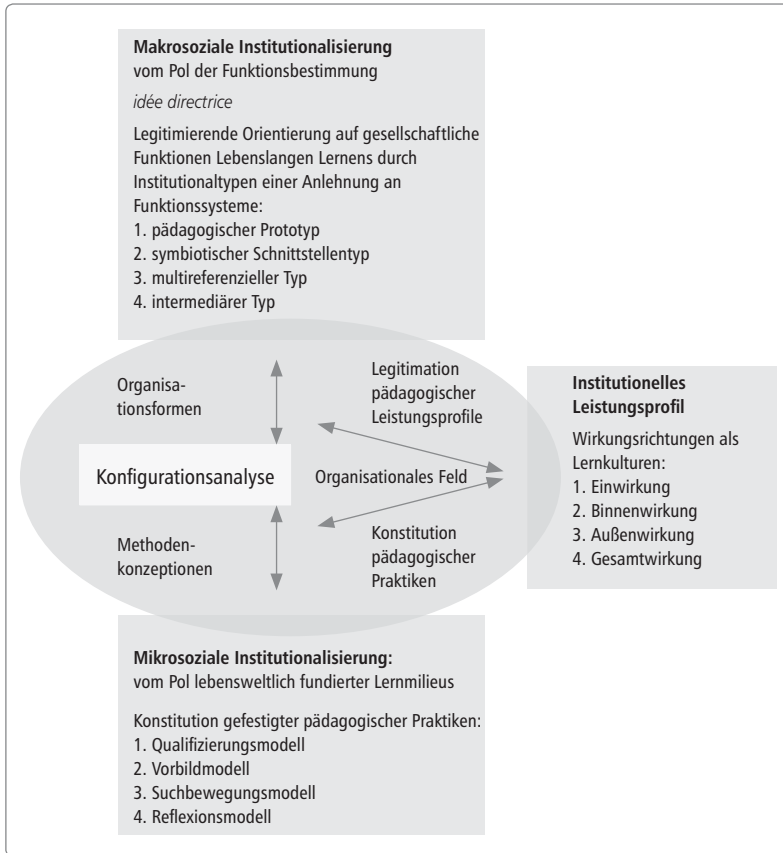 Makrosoziale Institutionalisierung
vom Pol der Funktionsbestimmung
idée directrice
Legitimierende Orientierung auf gesellschaftliche
Funktionen Lebenslangen Lernens durch
Institutionaltypen einer Anlehnung an
Funktionssysteme:
1. pädagogischer Prototyp
2. symbiotischer Schnittstellentyp
3. multireferenzieller Typ
4. intermediärer Typ
Organisa-
tionsformen
Legitimation
pädagogischer
Leistungsprofile
Konfigurationsanalyse
Organisationales Feld
Methoden-
konzeptionen
Konstitution
pädagogischer
Praktiken
Institutionelles
Leistungsprofil
Wirkungsrichtungen als
Lernkulturen:
1. Einwirkung
2. Binnenwirkung
3. Außenwirkung
4. Gesamtwirkung
Mikrosoziale Institutionalisierung:
vom Pol lebensweltlich fundierter Lernmilieus
Konstitution gefestigter pädagogischer Praktiken:
1. Qualifizierungsmodell
2. Vorbildmodell
3. Suchbewegungsmodell
4. Reflexionsmodell